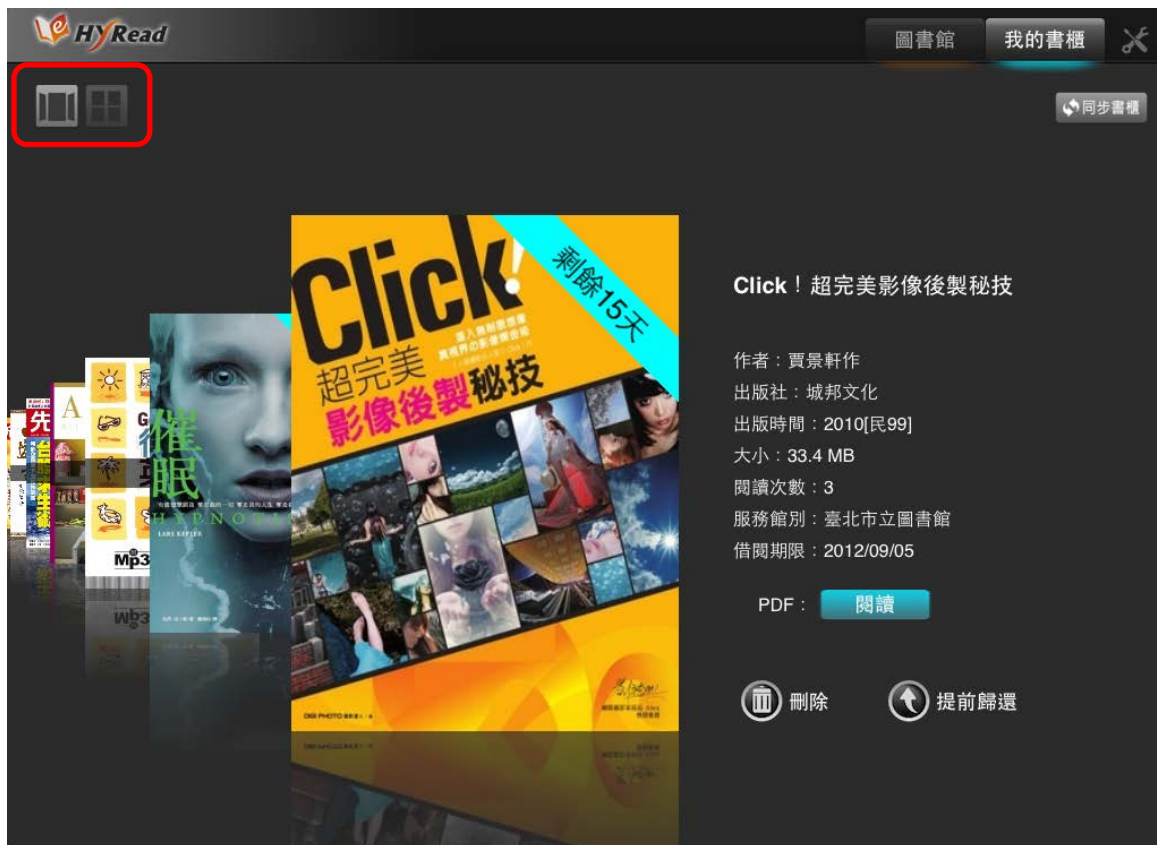 HyRead
圖書館
我的書櫃
同步書櫃
Click!
剩餘15天
超完美
影像後製秘技
先
A
G
Mp3
催眠
HYPNOTI
LARS KEPLER
DIGI PHOTO
Click！超完美影像後製秘技
作者：賈景軒作
出版社：城邦文化
出版時間：2010[民99]
大小：33.4 MB
閱讀次數：3
服務館別：臺北市立圖書館
借閱期限：2012/09/05
PDF：
閱讀
刪除
提前歸還